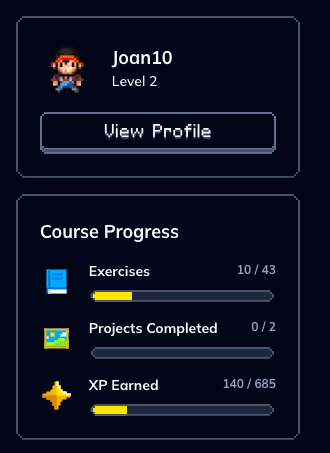 Joan10
Level 2
View Profile
Course Progress
Exercises 10 / 43
Projects Completed 0 / 2
XP Earned 140 / 685